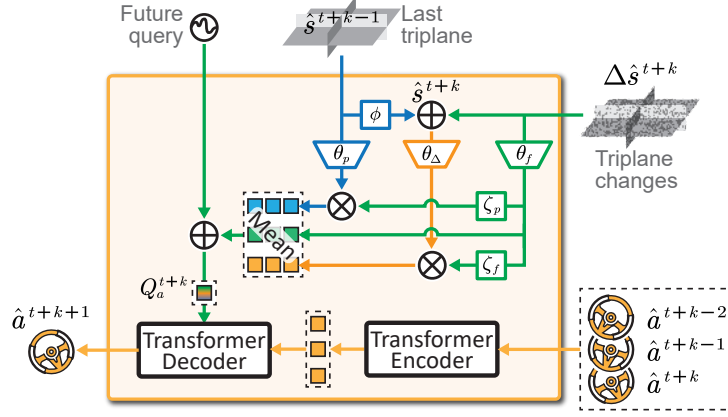 Future
query
ŝ^{t+k−1}
Last
triplane
ŝ^{t+k}
Δŝ^{t+k}
ϕ
θ_p
θ_Δ
θ_f
Triplane
changes
ζ_p
Mean
ζ_f
Q_a^{t+k}
â^{t+k+1}
Transformer
Decoder
Transformer
Encoder
â^{t+k−2}
â^{t+k−1}
â^{t+k}